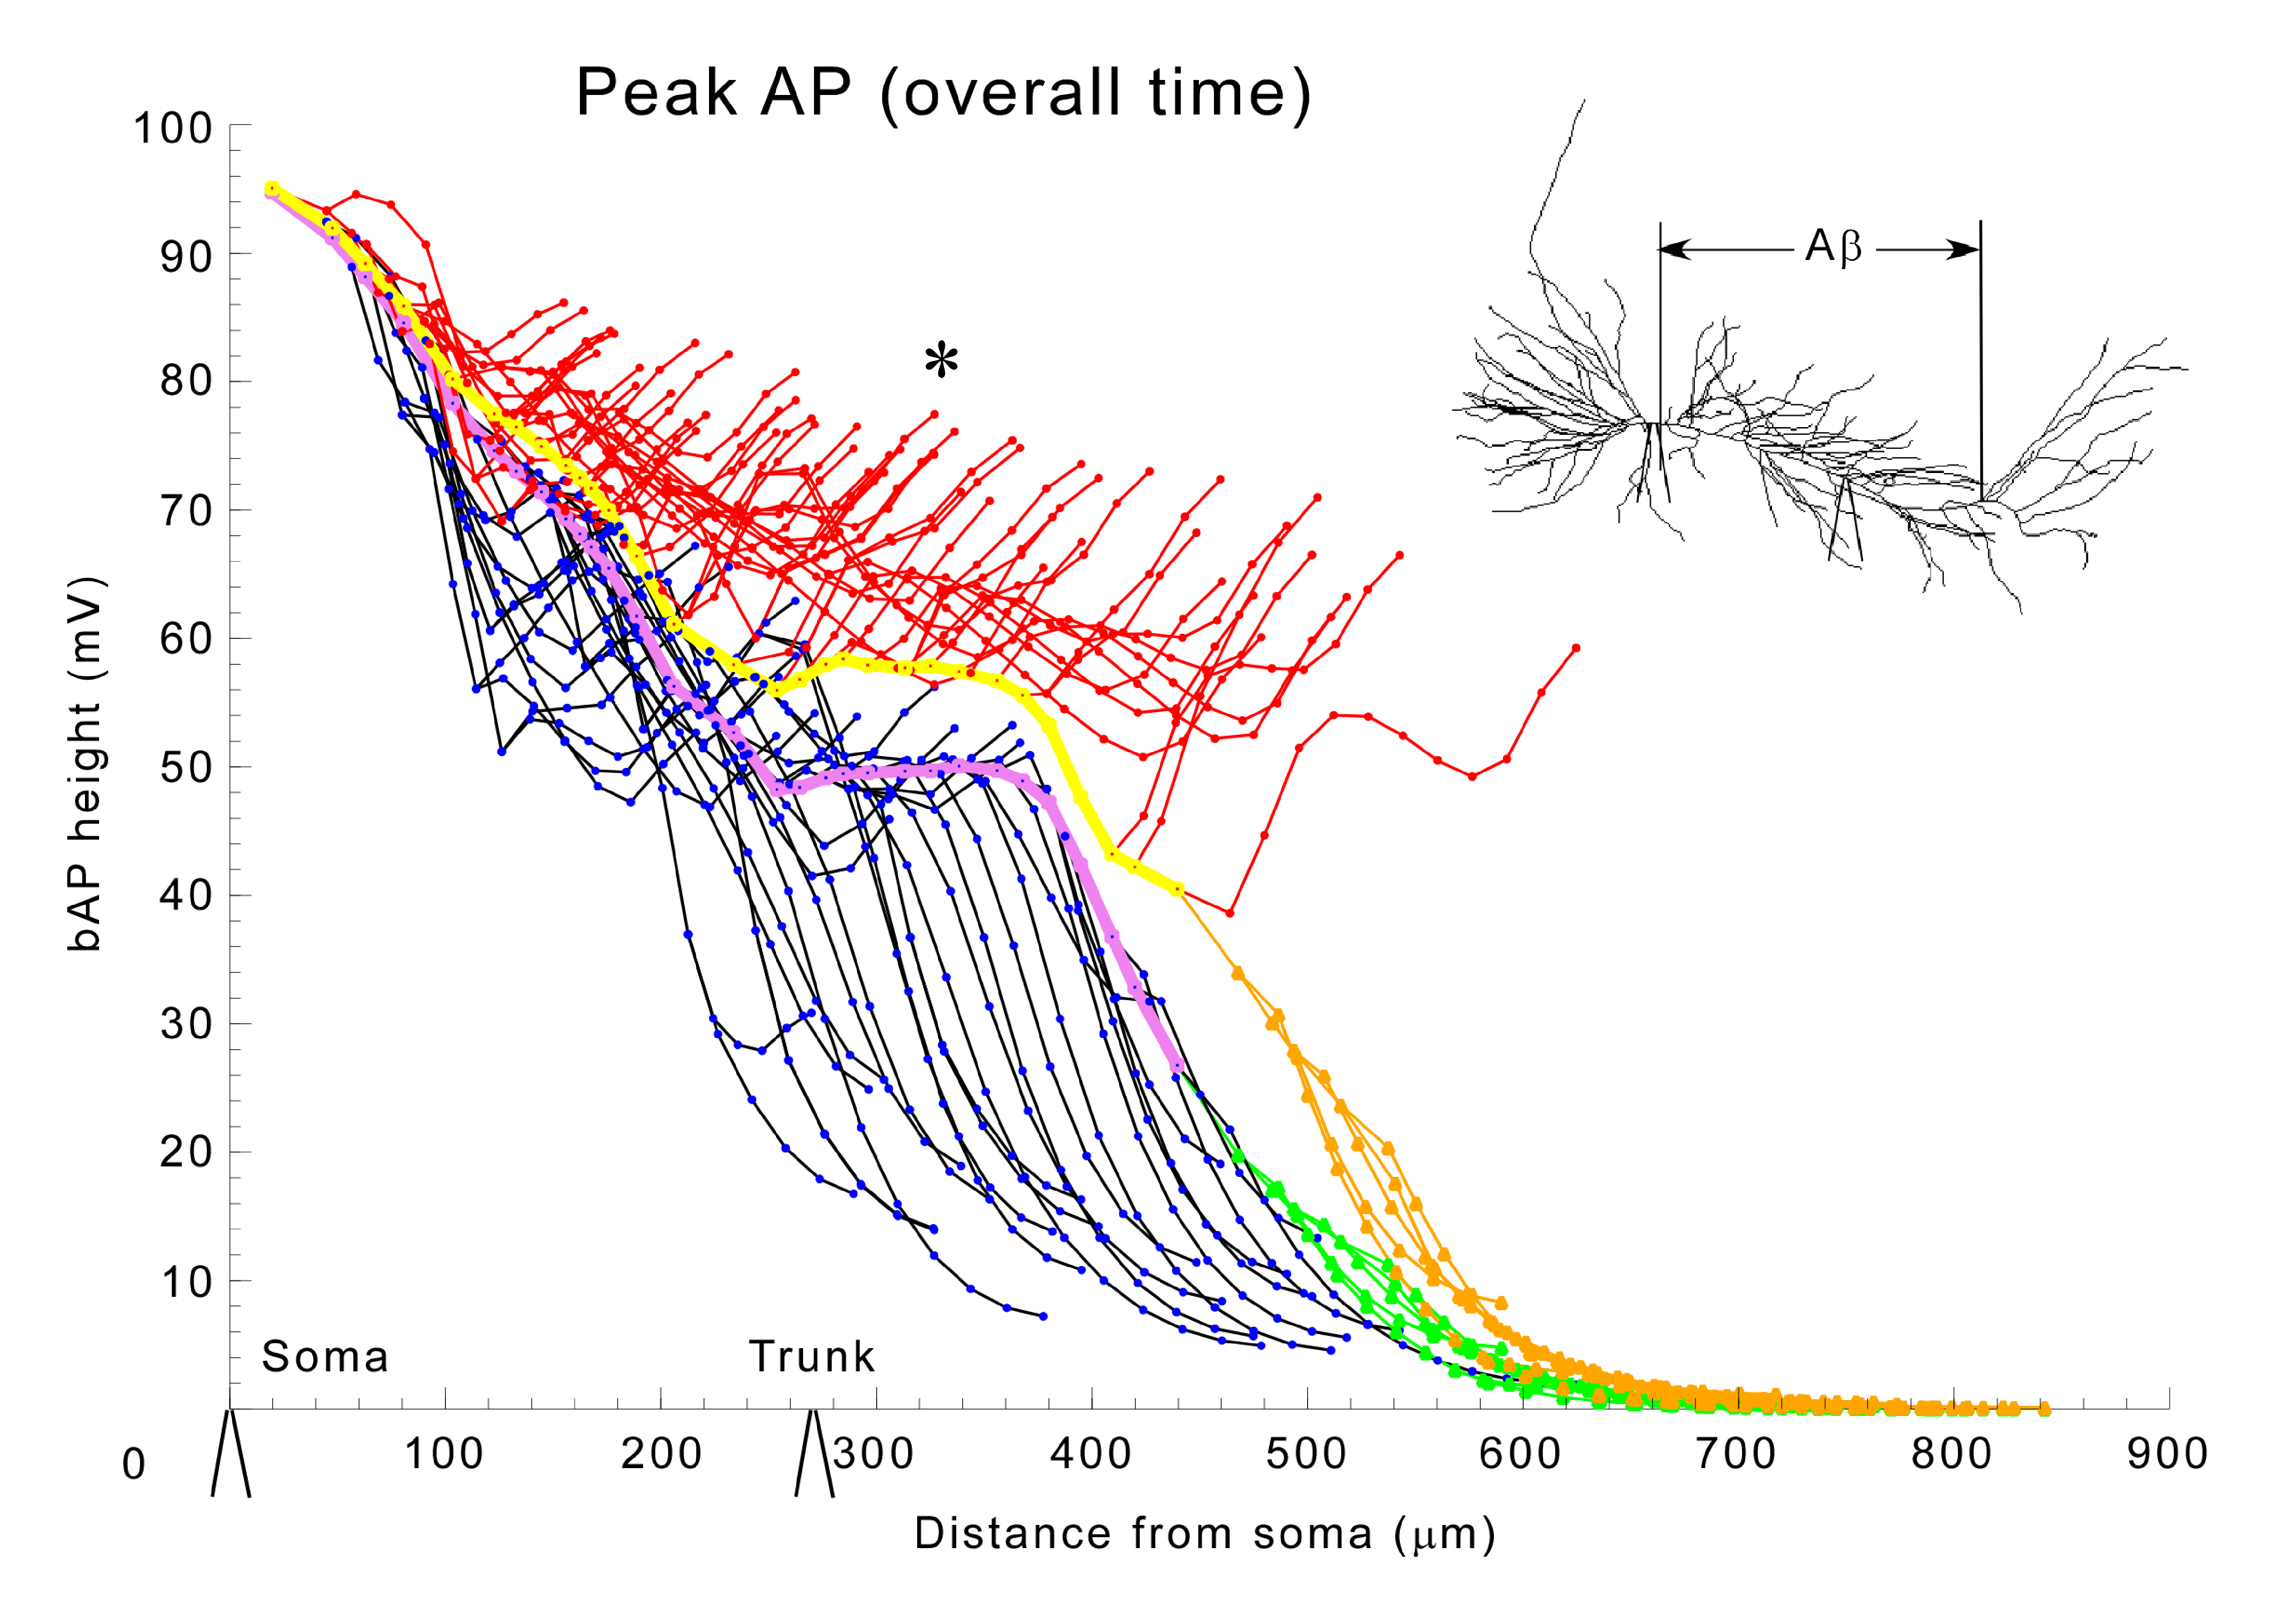 Peak AP (overall time)
*
Aβ
bAP height (mV)
100
90
80
70
60
50
40
30
20
10
0
Soma
Trunk
100 200 300 400 500 600 700 800 900
Distance from soma (μm)